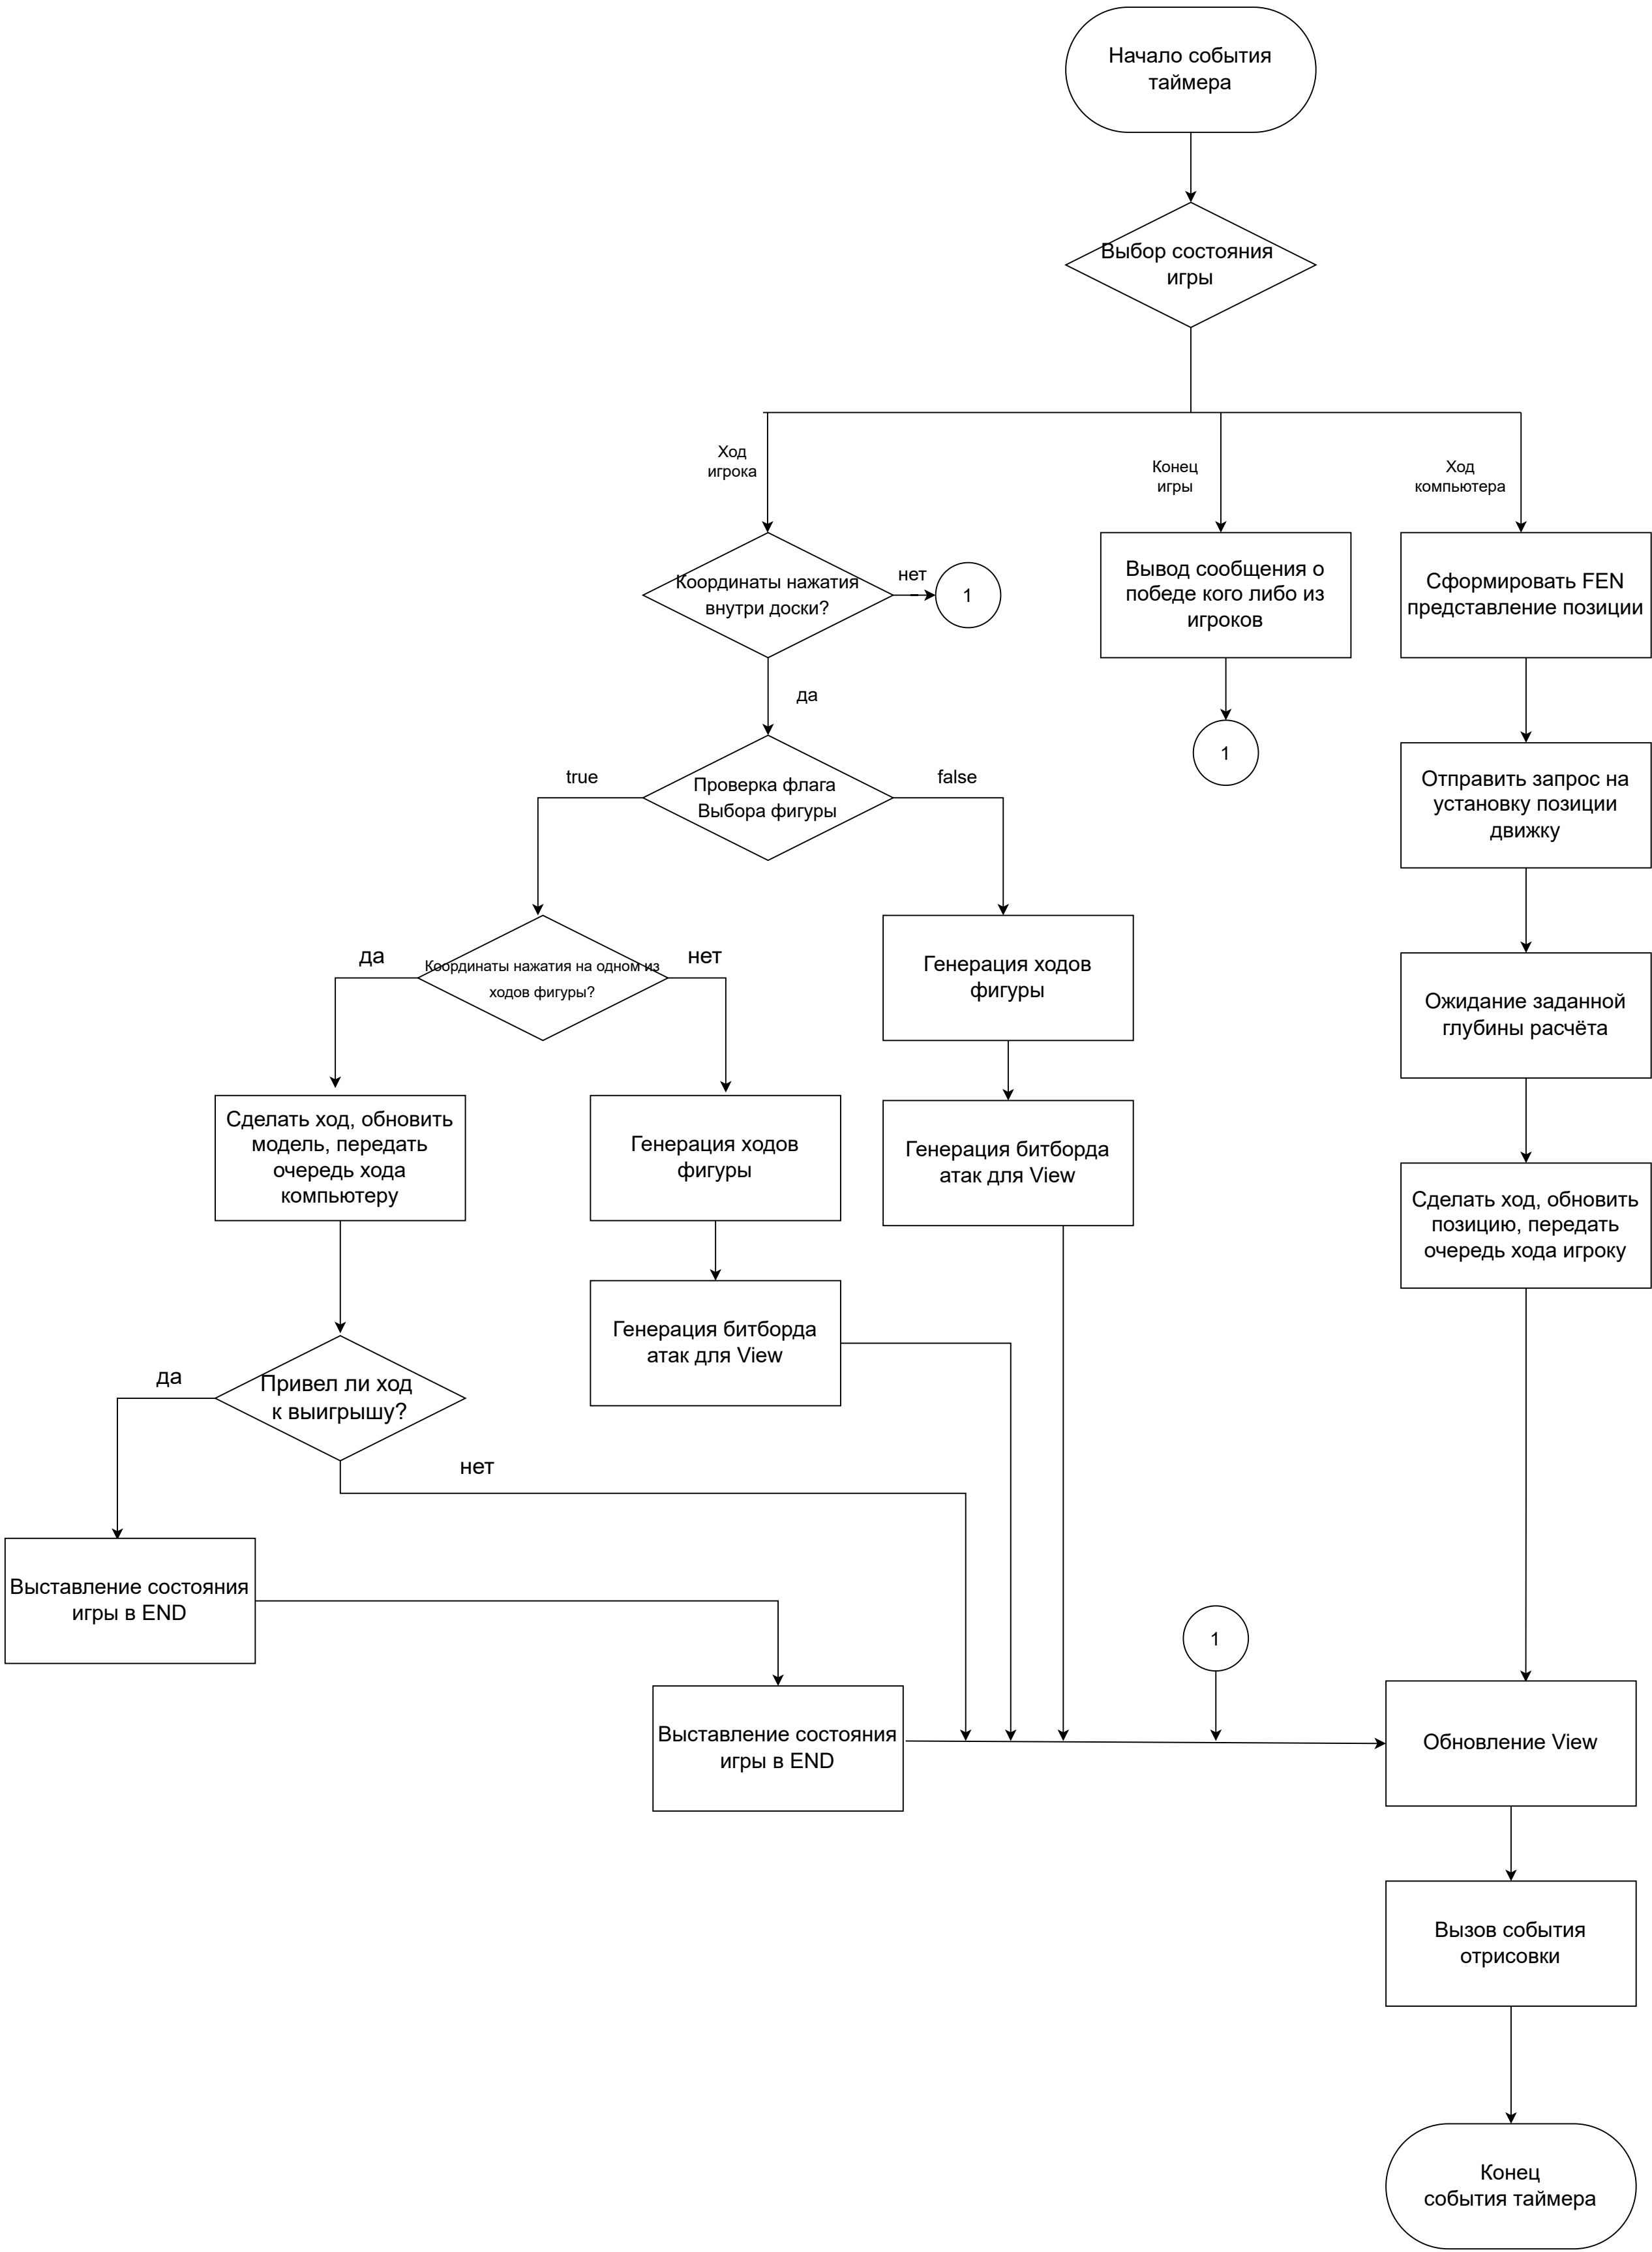 Начало события
таймера
Выбор состояния
игры
Ход
игрока
Конец
игры
Ход
компьютера
Координаты нажатия
внутри доски?
нет
1
Вывод сообщения о
победе кого либо из
игроков
Сформировать FEN
представление позиции
да
1
Проверка флага
Выбора фигуры
true
false
Отправить запрос на
установку позиции
движку
Координаты нажатия на одном из
ходов фигуры?
да
нет
Генерация ходов
фигуры
Ожидание заданной
глубины расчёта
Сделать ход, обновить
модель, передать
очередь хода
компьютеру
Генерация ходов
фигуры
Генерация битборда
атак для View
Сделать ход, обновить
позицию, передать
очередь хода игроку
Генерация битборда
атак для View
Привел ли ход
к выигрышу?
да
нет
Выставление состояния
игры в END
1
Выставление состояния
игры в END
Обновление View
Вызов события
отрисовки
Конец
события таймера